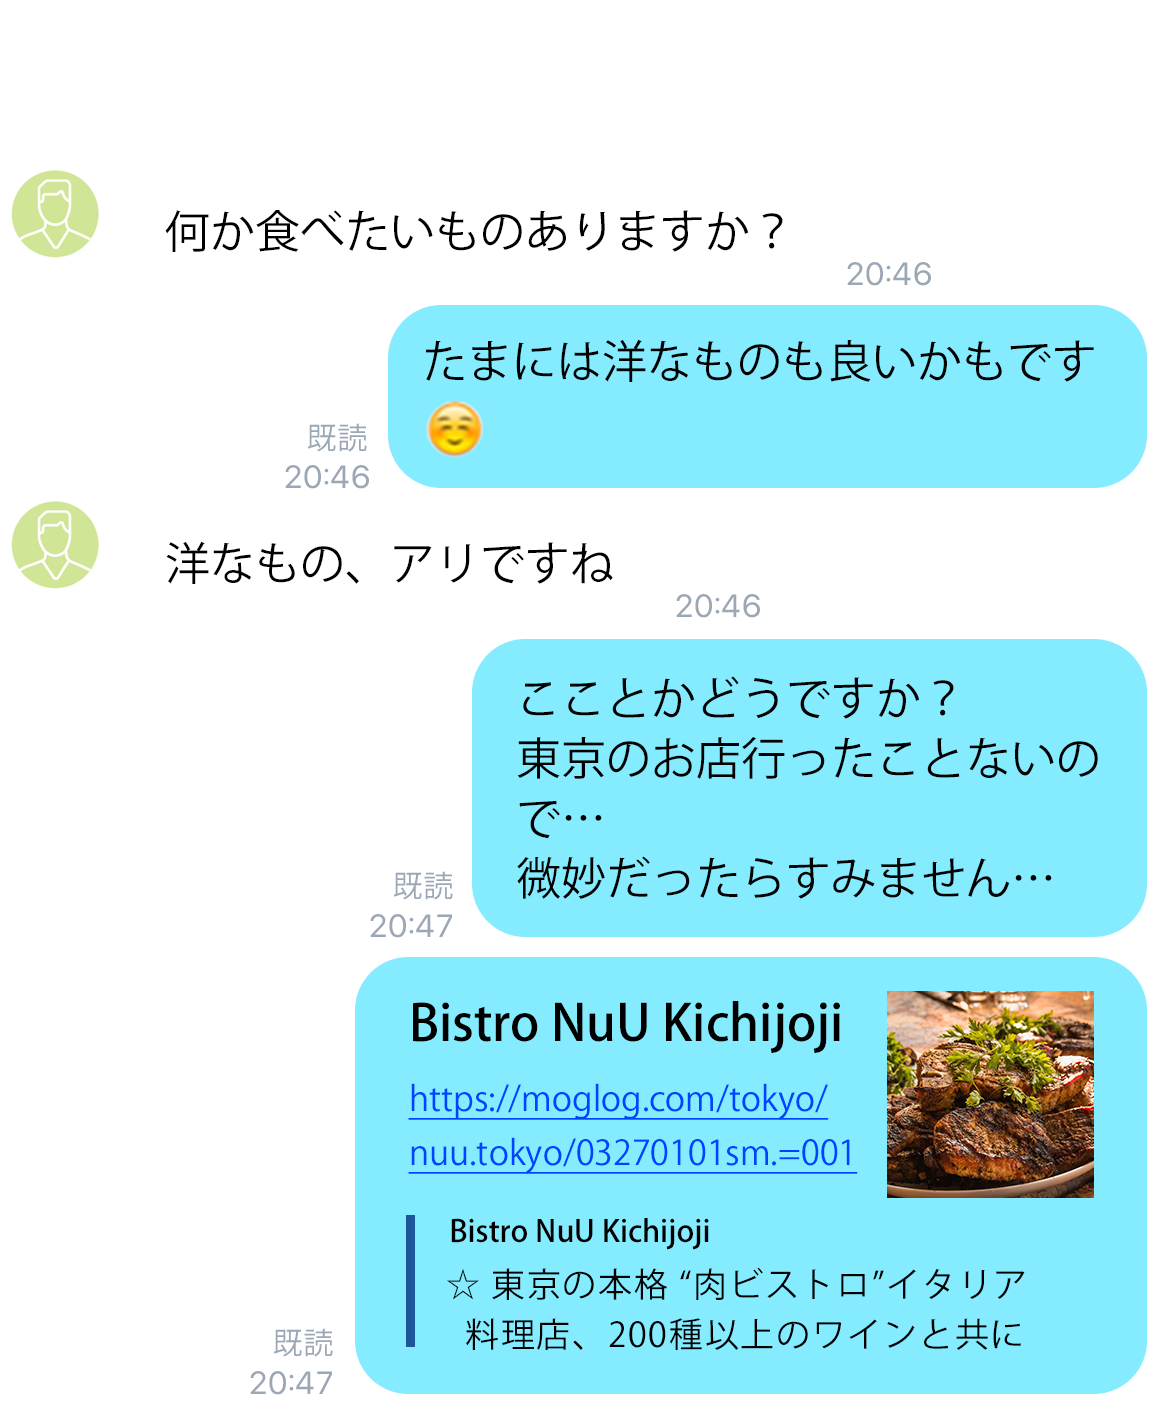 何か食べたいものありますか？
20:46
たまには洋なものも良いかもです
☺️
既読
20:46
洋なもの、アリですね
20:46
こことかどうですか？
東京のお店行ったことないの
で…
微妙だったらすみません…
既読
20:47
Bistro NuU Kichijoji
https://moglog.com/tokyo/
nuu.tokyo/03270101sm.=001
Bistro NuU Kichijoji
☆ 東京の本格 “肉ビストロ”イタリア
料理店、200種以上のワインと共に
既読
20:47